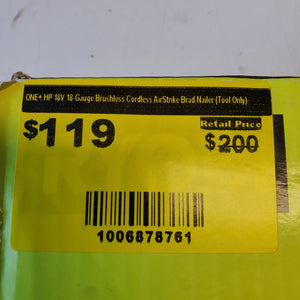 ONE+ HP 18V 18-Gauge Brushless Cordless AirStrike Brad Nailer (Tool Only)
$119
Retail Price
$200
1006878761